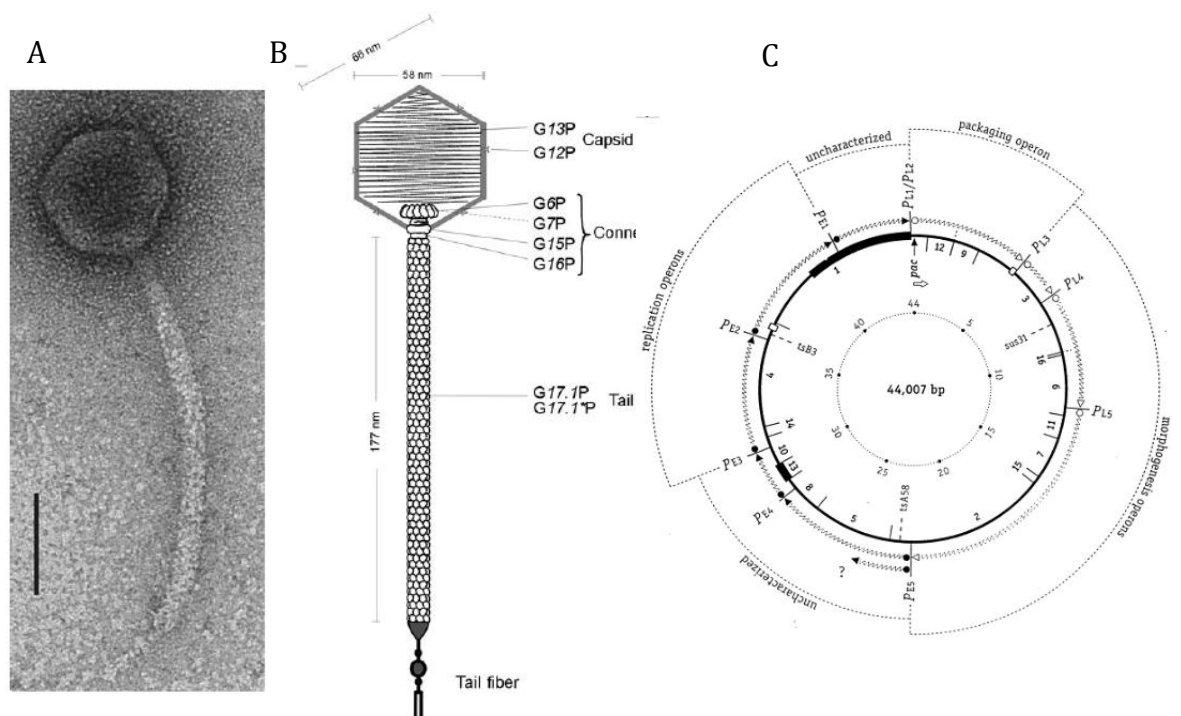 A
B
C
66 nm
58 nm
G13P
G12P
Capsid
G6P
G7P
G15P
G16P
Conne
177 nm
G17.1P
G17.1*P
Tail
Tail fiber
uncharacterized
packaging operon
replication operons
morphogenesis operons
uncharacterized
PE1
PL1/PL2
PL3
PL4
PL5
PE5
PE4
PE3
PE2
pac
1
12
9
3
sus31
16
6
11
7
15
2
tsA58
5
8
13
10
14
4
tsB3
44
5
10
15
20
25
30
35
40
44,007 bp
?